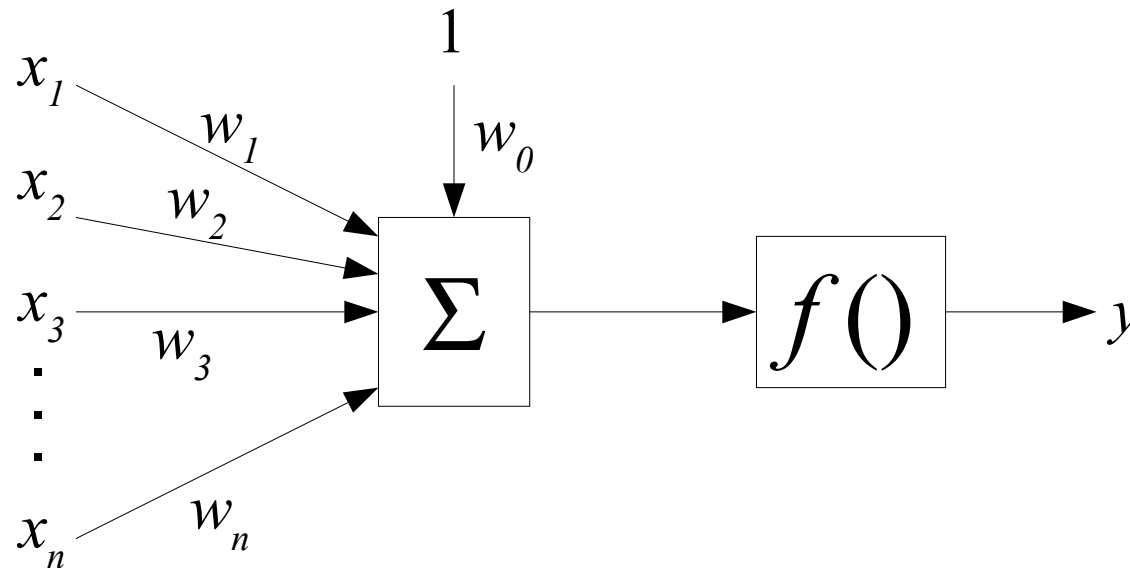 1
x₁
w₁
w₀
x₂
w₂
x₃
w₃
Σ
f()
y
xₙ
wₙ